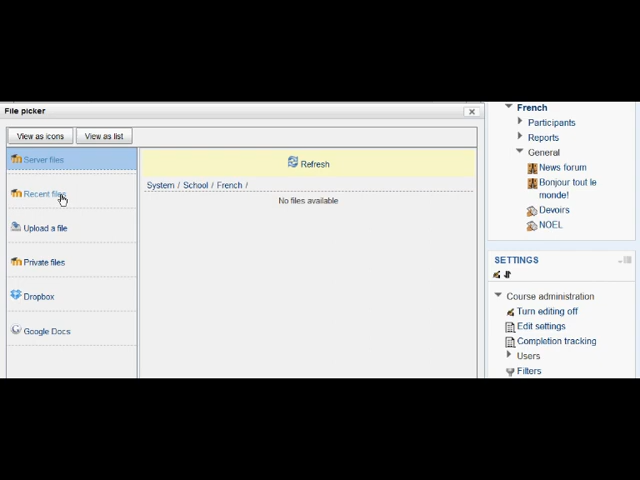 File picker
View as icons
View as list
Server files
Recent files
Upload a file
Private files
Dropbox
Google Docs
Refresh
System / School / French /
No files available
French
Participants
Reports
General
News forum
Bonjour tout le
monde!
Devoirs
NOEL
SETTINGS
Course administration
Turn editing off
Edit settings
Completion tracking
Users
Filters